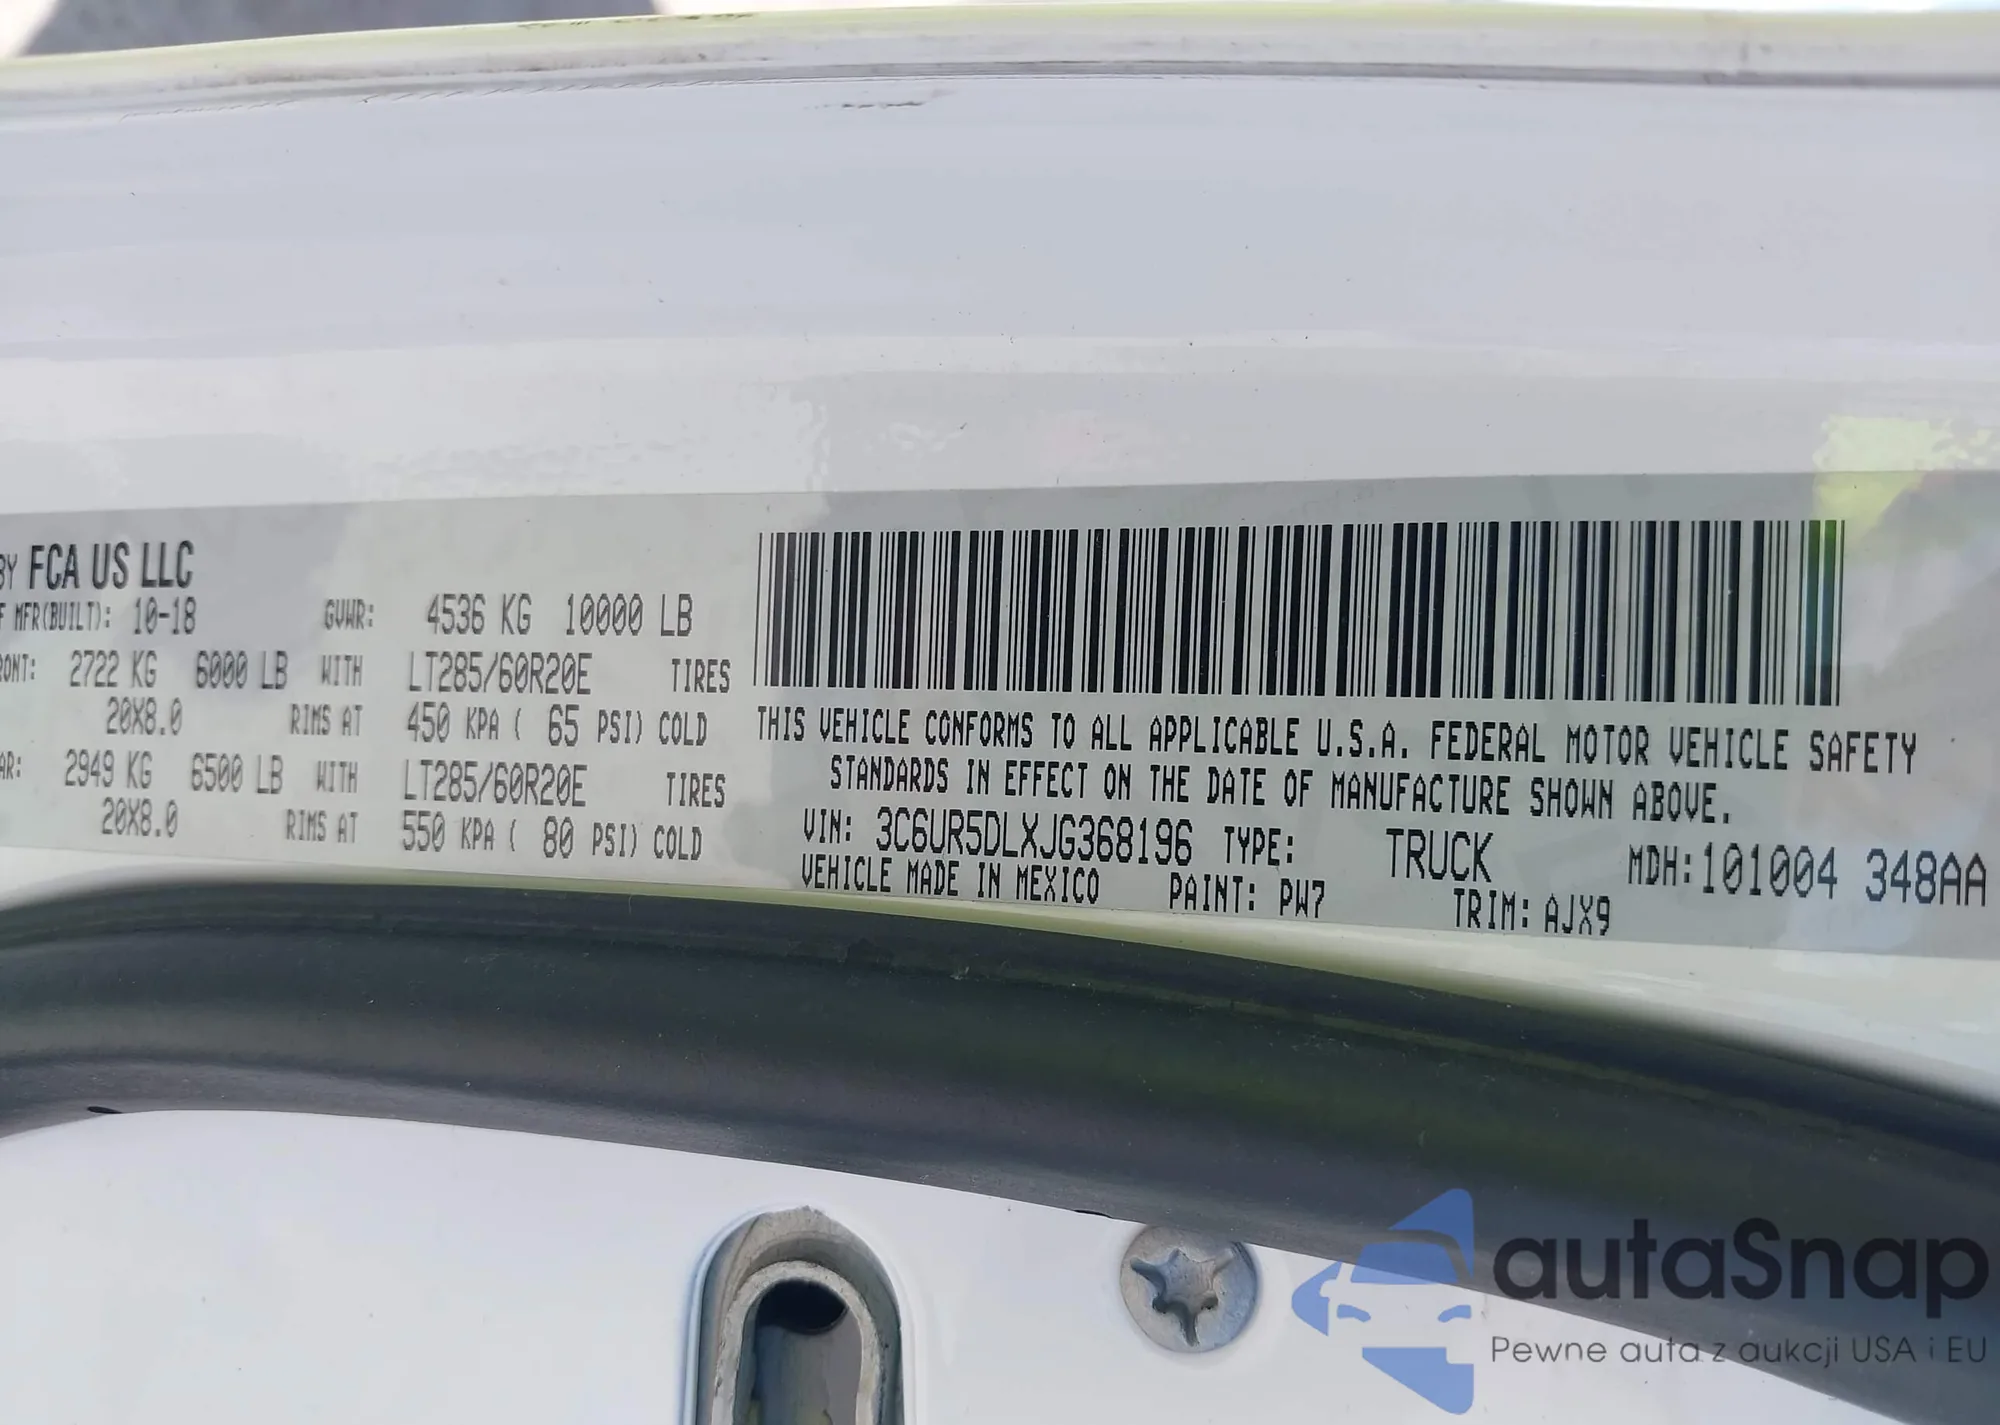 BY FCA US LLC
F MFR(BUILT): 10-18 GVWR: 4536 KG 10000 LB
RONT: 2722 KG 6000 LB WITH LT285/60R20E TIRES
20X8.0 RIMS AT 450 KPA ( 65 PSI) COLD
AR: 2949 KG 6500 LB WITH LT285/60R20E TIRES
20X8.0 RIMS AT 550 KPA ( 80 PSI) COLD
THIS VEHICLE CONFORMS TO ALL APPLICABLE U.S.A. FEDERAL MOTOR VEHICLE SAFETY
STANDARDS IN EFFECT ON THE DATE OF MANUFACTURE SHOWN ABOVE.
VIN: 3C6UR5DLXJG368196 TYPE: TRUCK MDH:101004 348AA
VEHICLE MADE IN MEXICO PAINT: PW7 TRIM: AJX9
autaSnap
Pewne auta z aukcji USA i EU